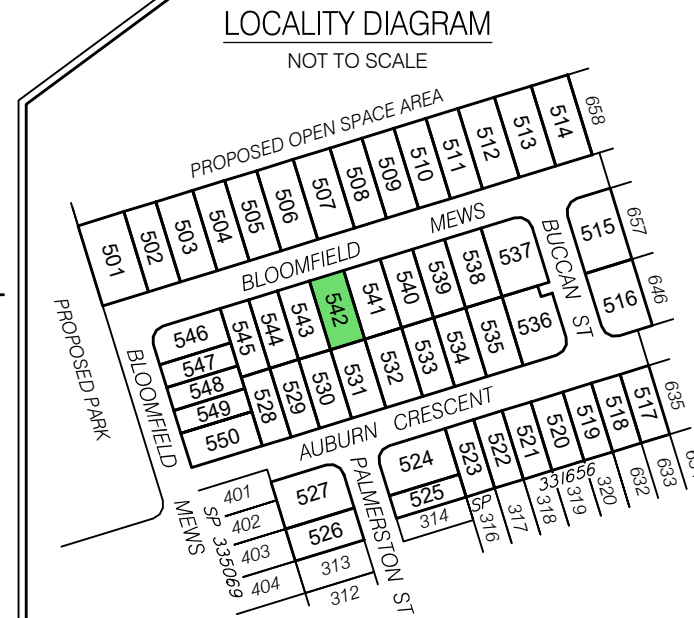 LOCALITY DIAGRAM
NOT TO SCALE
PROPOSED OPEN SPACE AREA
501 502 503 504 505 506 507 508 509 510 511 512 513 514 658
BLOOMFIELD MEWS
PROPOSED PARK
BLOOMFIELD MEWS
546 545 544 543 542 541 540 539 538 537
547
548
549
550 528 529 530 531 532 533 534 535 536
BUCCAN ST
515 657
516 646
AUBURN CRESCENT
524 523 522 521 520 519 518 517 635
525
314 SP 331656
316 317 318 319 320 632 633
PALMERSTON ST
527
526
313
312
401
402
403
404
SP 335069